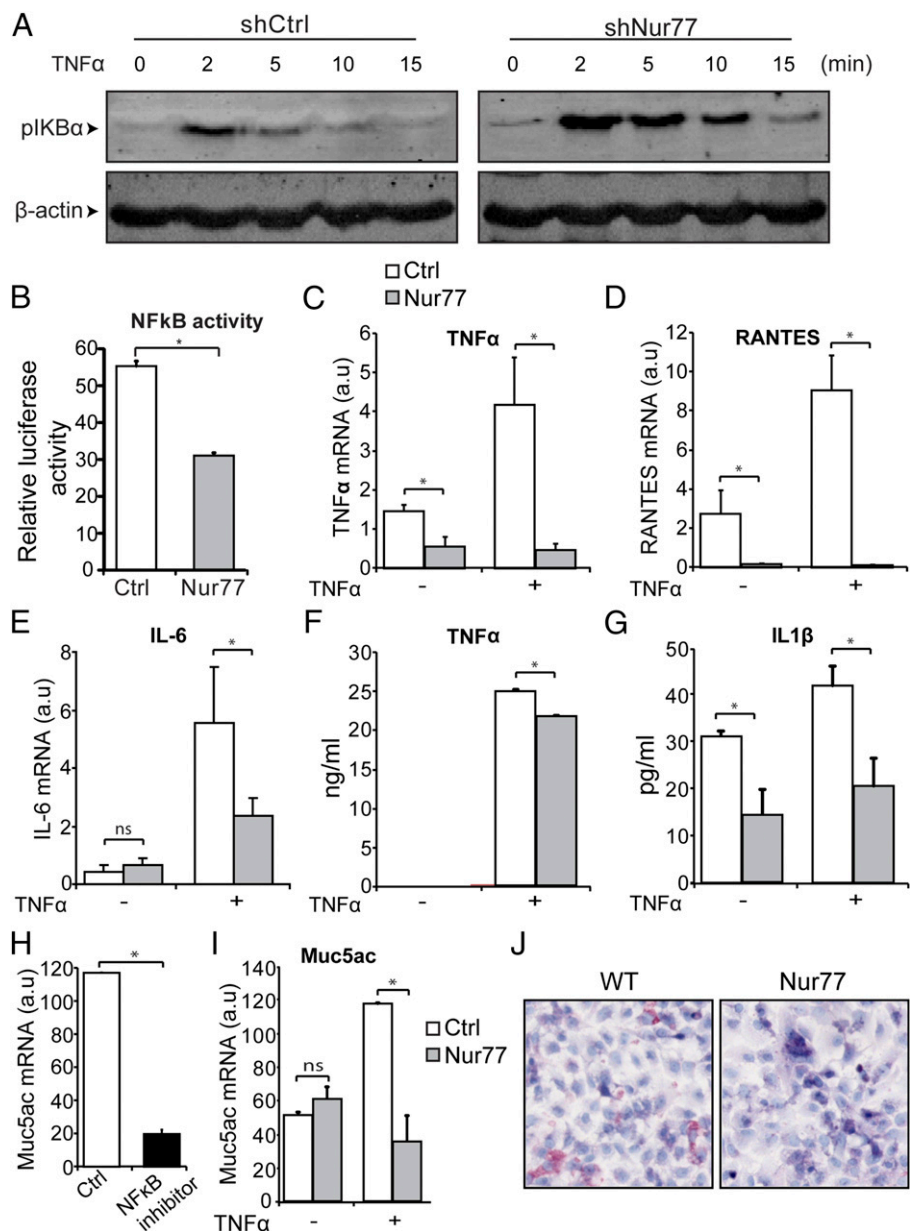 A
shCtrl
shNur77
TNFα 0 2 5 10 15 0 2 5 10 15 (min)
pIKBα
β-actin
Ctrl
Nur77
B
NFkB activity
Relative luciferase
activity
60
50
40
30
20
10
0
*
Ctrl Nur77
C
TNFα
TNFα mRNA (a.u)
6
5
4
3
2
1
0
*
*
TNFα - +
D
RANTES
RANTES mRNA (a.u)
12
10
8
6
4
2
0
*
*
- +
E
IL-6
IL-6 mRNA (a.u)
8
6
4
2
0
ns
*
TNFα - +
F
TNFα
ng/ml
30
25
20
15
10
5
0
*
- +
G
IL1β
pg/ml
50
40
30
20
10
0
*
*
- +
H
Muc5ac mRNA (a.u)
120
100
80
60
40
20
0
*
Ctrl
NFκB
inhibitor
I
Muc5ac
Muc5ac mRNA (a.u)
140
120
100
80
60
40
20
0
ns
*
Ctrl
Nur77
TNFα - +
J
WT
Nur77